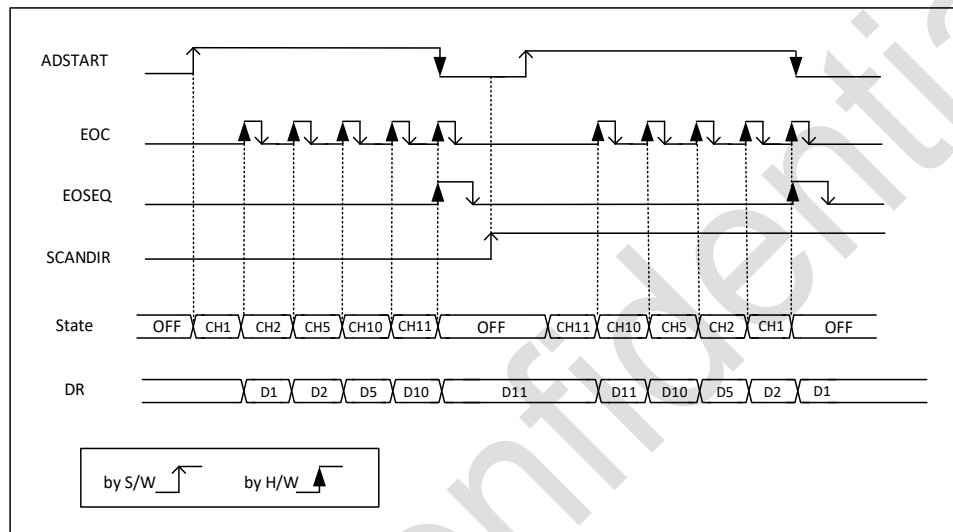 ADSTART
EOC
EOSEQ
SCANDIR
State OFF CH1 CH2 CH5 CH10 CH11 OFF CH11 CH10 CH5 CH2 CH1 OFF
DR D1 D2 D5 D10 D11 D11 D10 D5 D2 D1
by S/W by H/W
onfidentia